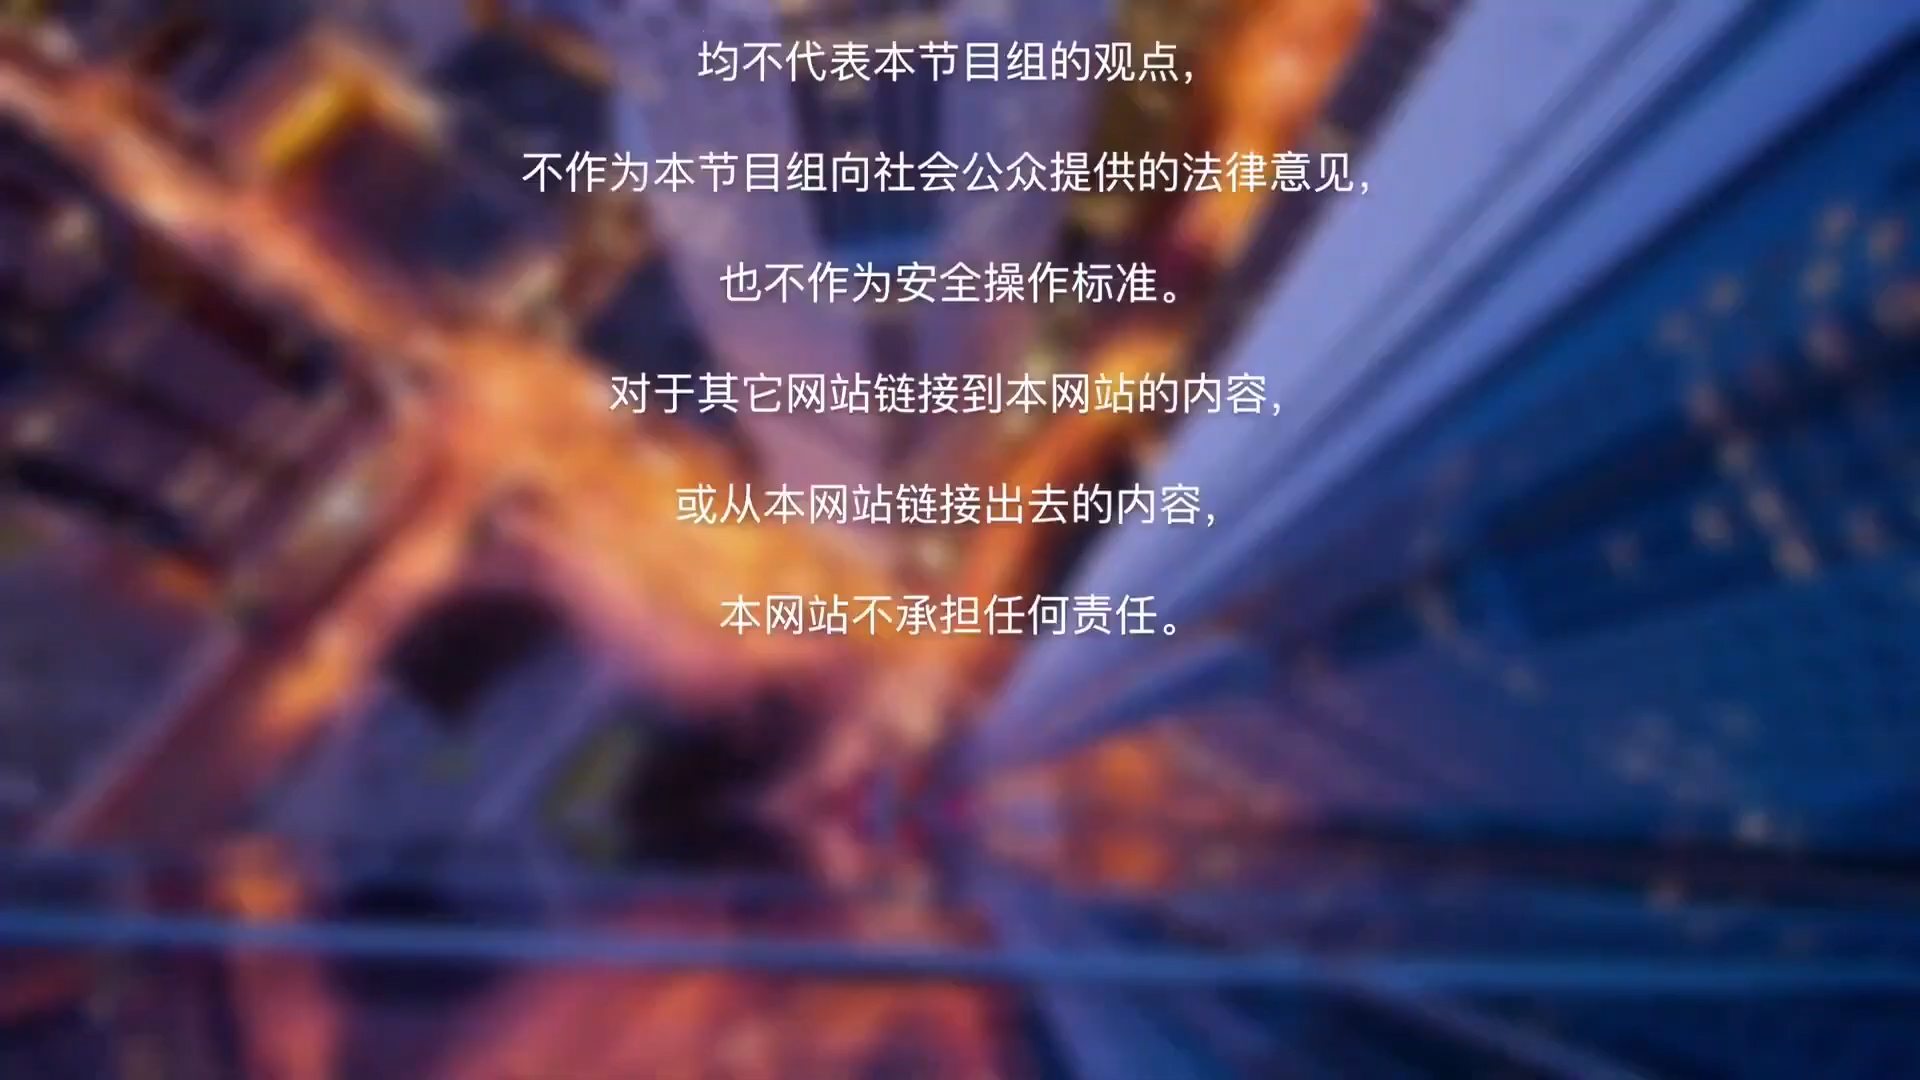 均不代表本节目组的观点，
不作为本节目组向社会公众提供的法律意见，
也不作为安全操作标准。
对于其它网站链接到本网站的内容，
或从本网站链接出去的内容，
本网站不承担任何责任。